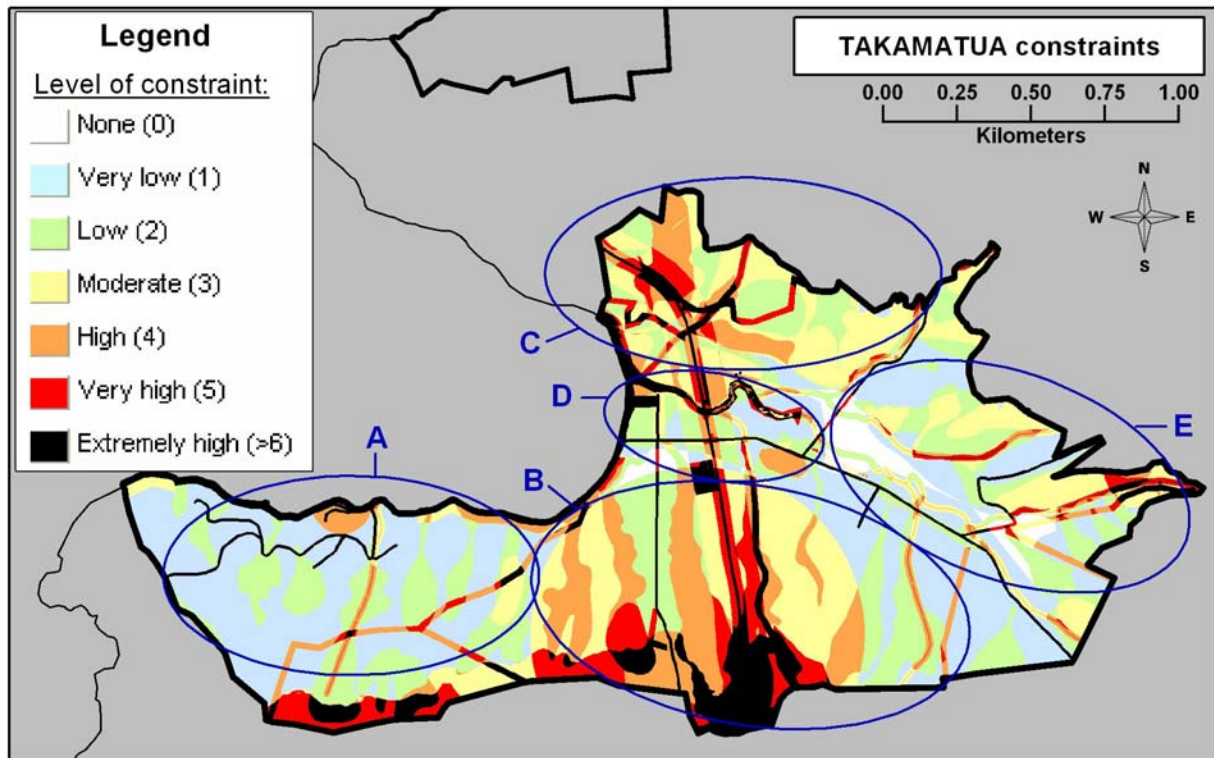 Legend
Level of constraint:
None (0)
Very low (1)
Low (2)
Moderate (3)
High (4)
Very high (5)
Extremely high (>6)
TAKAMATUA constraints
0.00 0.25 0.50 0.75 1.00
Kilometers
N
W E
S
C
D
E
A
B